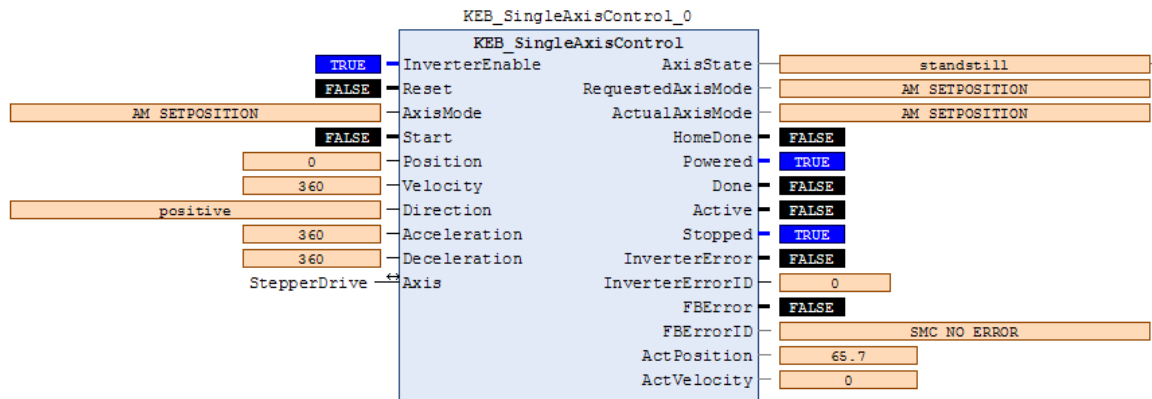 KEB_SingleAxisControl_0
KEB_SingleAxisControl
TRUE InverterEnable AxisState standstill
FALSE Reset RequestedAxisMode AM SETPOSITION
AM SETPOSITION AxisMode ActualAxisMode AM SETPOSITION
FALSE Start HomeDone FALSE
0 Position Powered TRUE
360 Velocity Done FALSE
positive Direction Active FALSE
360 Acceleration Stopped TRUE
360 Deceleration InverterError FALSE
StepperDrive Axis InverterErrorID 0
FBError FALSE
FBErrorID SMC NO ERROR
ActPosition 65.7
ActVelocity 0